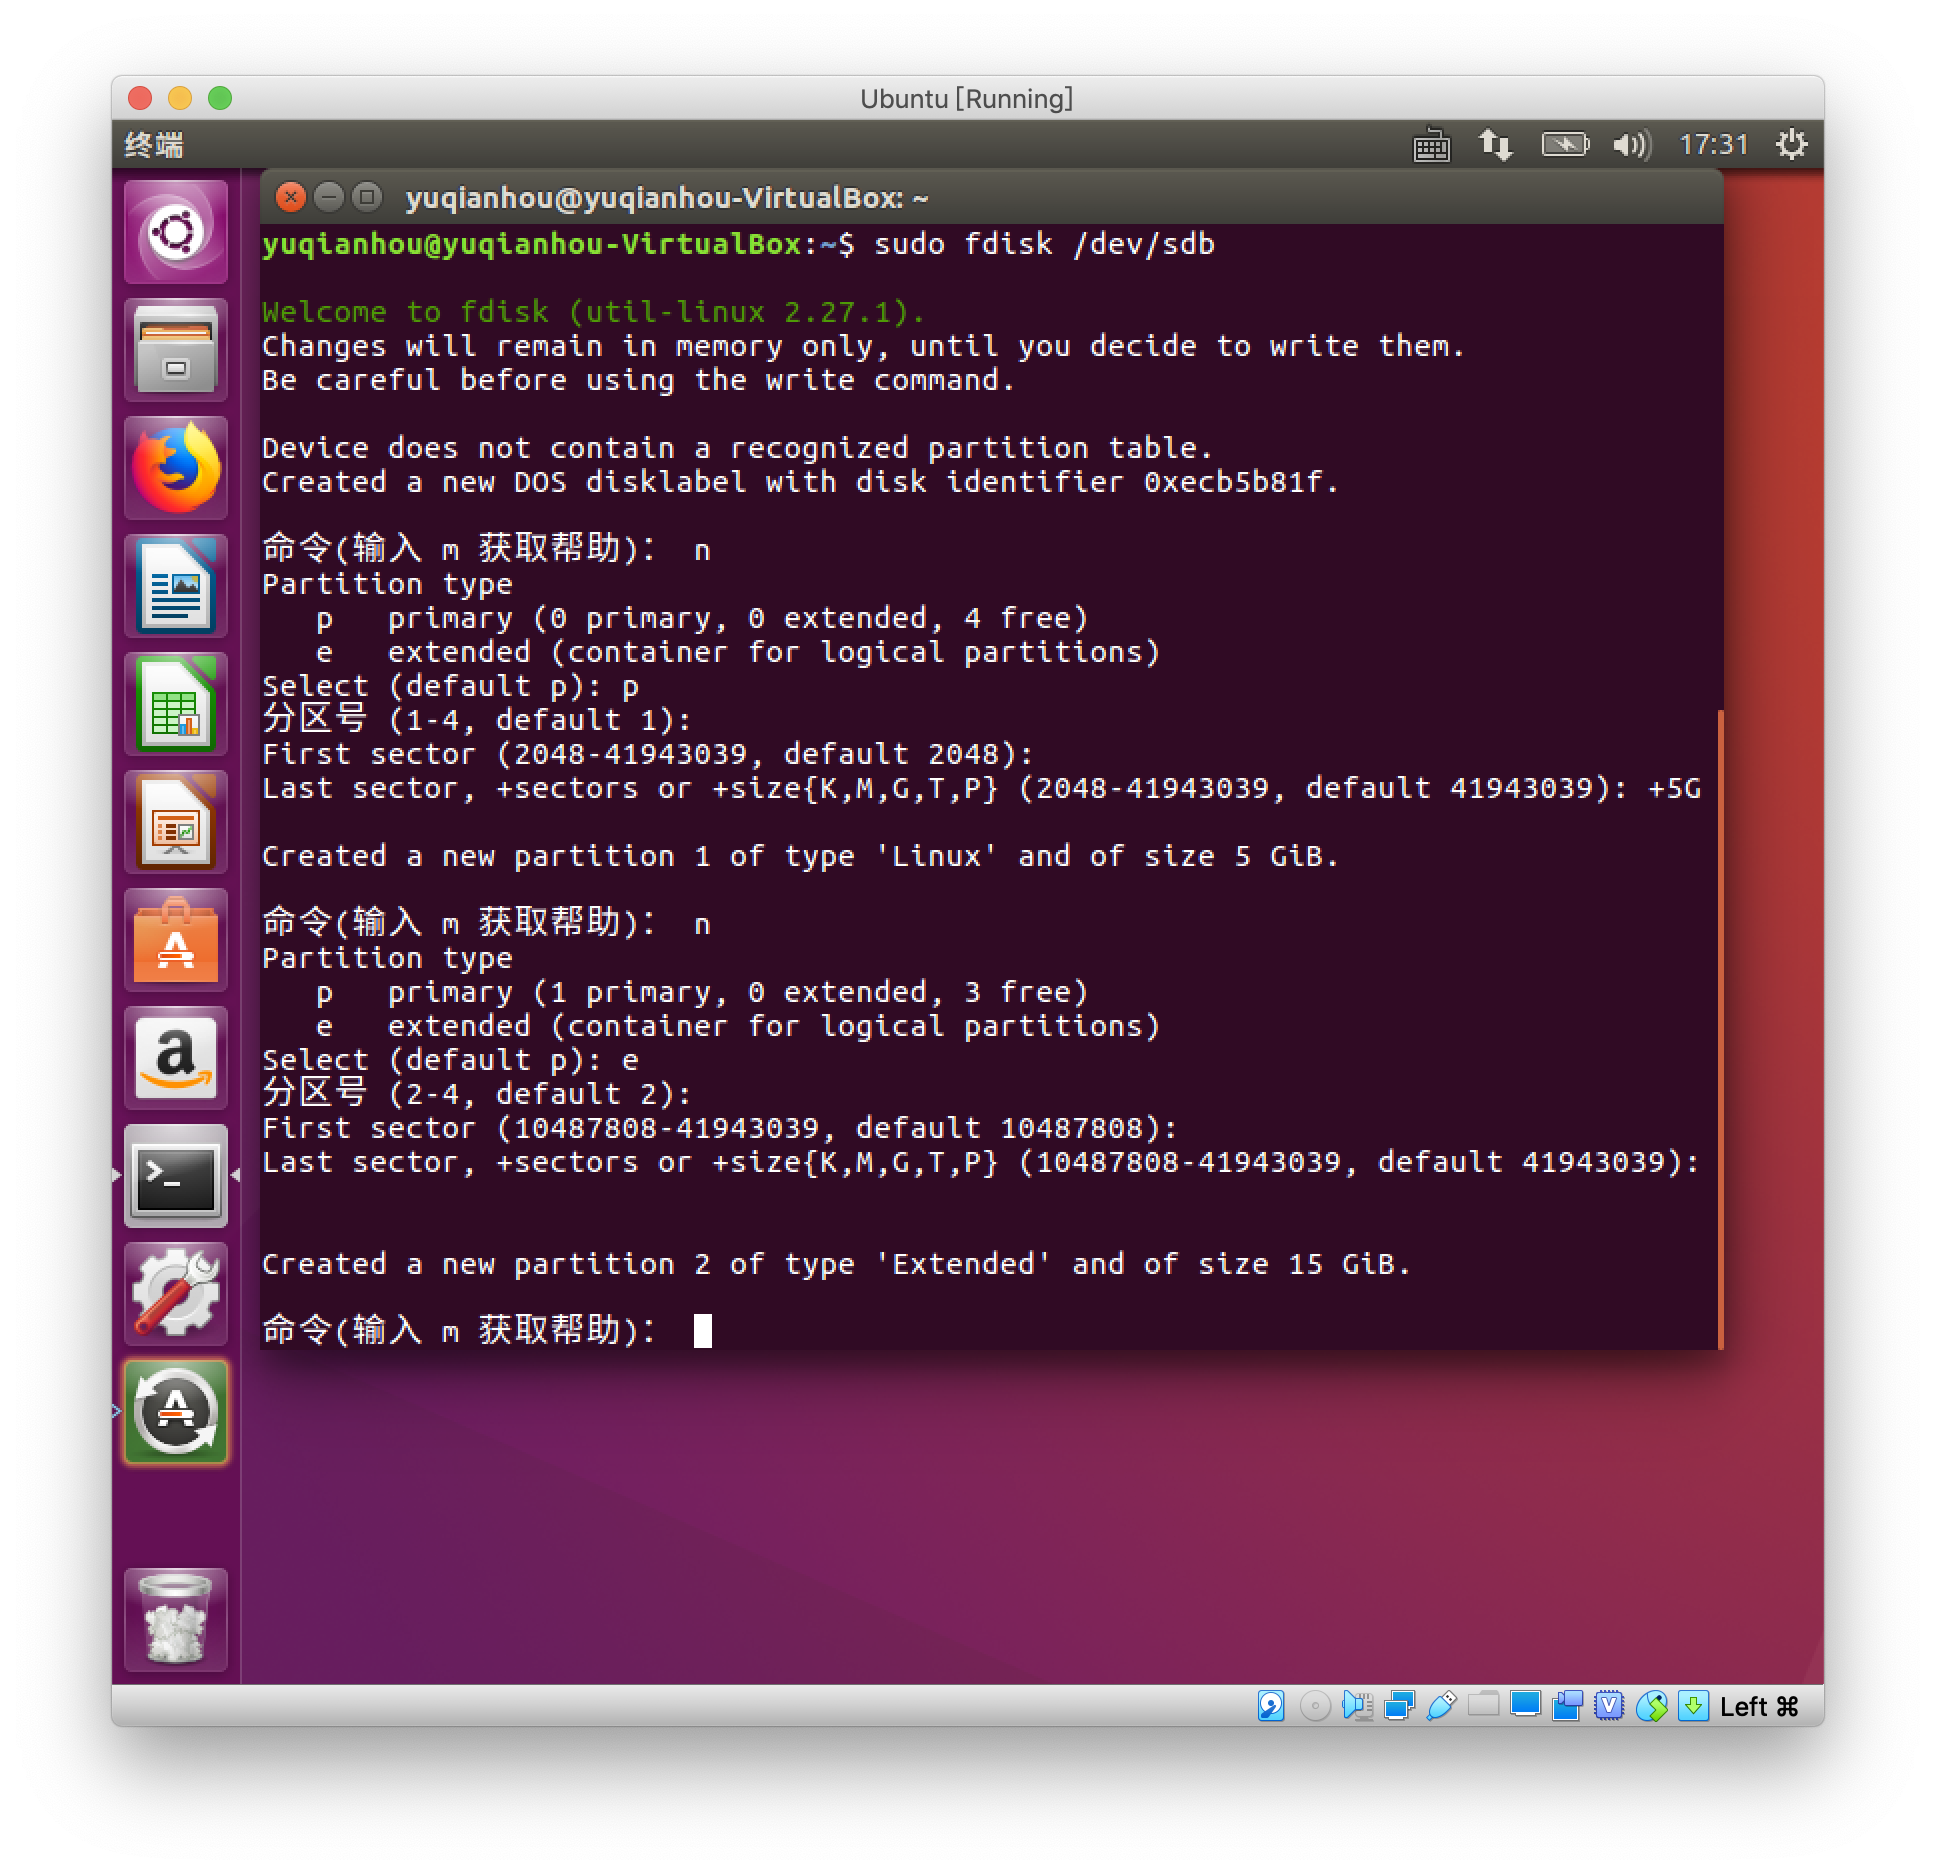 Ubuntu [Running]
终端
17:31
yuqianhou@yuqianhou-VirtualBox: ~
yuqianhou@yuqianhou-VirtualBox:~$ sudo fdisk /dev/sdb
Welcome to fdisk (util-linux 2.27.1).
Changes will remain in memory only, until you decide to write them.
Be careful before using the write command.
Device does not contain a recognized partition table.
Created a new DOS disklabel with disk identifier 0xecb5b81f.
命令(输入 m 获取帮助)： n
Partition type
   p   primary (0 primary, 0 extended, 4 free)
   e   extended (container for logical partitions)
Select (default p): p
分区号 (1-4, default 1):
First sector (2048-41943039, default 2048):
Last sector, +sectors or +size{K,M,G,T,P} (2048-41943039, default 41943039): +5G
Created a new partition 1 of type 'Linux' and of size 5 GiB.
命令(输入 m 获取帮助)： n
Partition type
   p   primary (1 primary, 0 extended, 3 free)
   e   extended (container for logical partitions)
Select (default p): e
分区号 (2-4, default 2):
First sector (10487808-41943039, default 10487808):
Last sector, +sectors or +size{K,M,G,T,P} (10487808-41943039, default 41943039):
Created a new partition 2 of type 'Extended' and of size 15 GiB.
命令(输入 m 获取帮助)：
Left ⌘